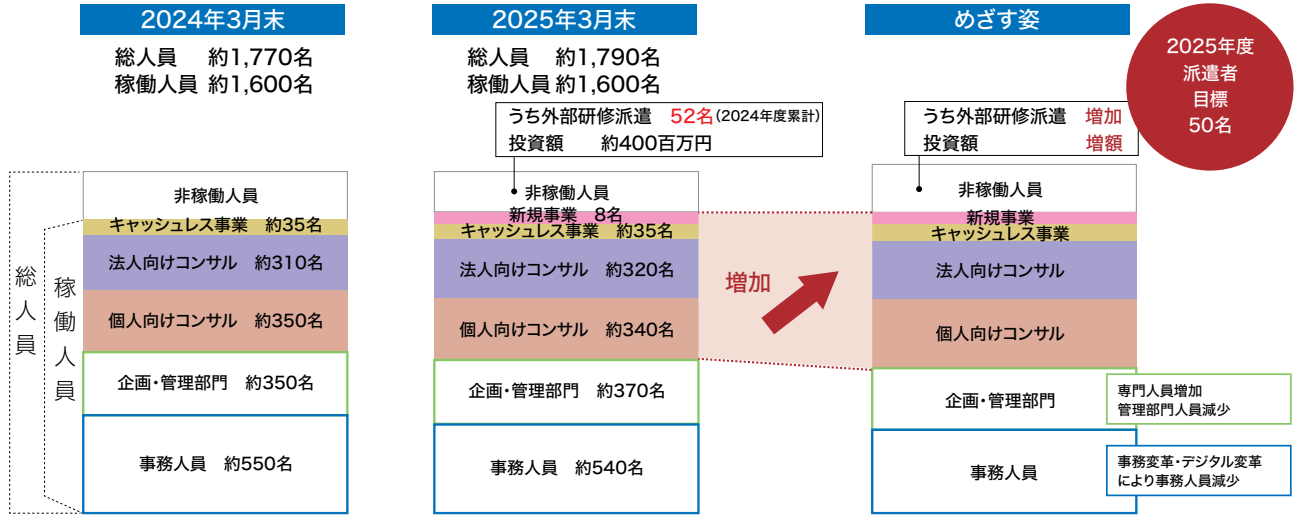 2024年3月末
総人員 約1,770名
稼働人員 約1,600名
総人員
稼働人員
非稼働人員
キャッシュレス事業 約35名
法人向けコンサル 約310名
個人向けコンサル 約350名
企画・管理部門 約350名
事務人員 約550名
2025年3月末
総人員 約1,790名
稼働人員 約1,600名
うち外部研修派遣 52名(2024年度累計)
投資額 約400百万円
非稼働人員
新規事業 8名
キャッシュレス事業 約35名
法人向けコンサル 約320名
個人向けコンサル 約340名
企画・管理部門 約370名
事務人員 約540名
増加
めざす姿
2025年度
派遣者
目標
50名
うち外部研修派遣 増加
投資額 増額
非稼働人員
新規事業
キャッシュレス事業
法人向けコンサル
個人向けコンサル
企画・管理部門
専門人員増加
管理部門人員減少
事務人員
事務変革・デジタル変革
により事務人員減少